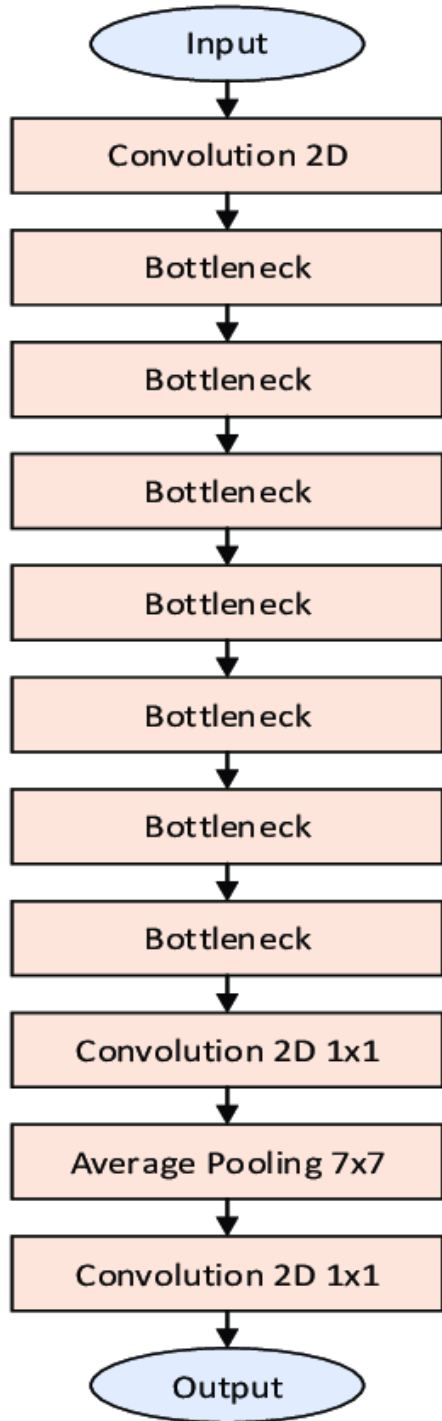 Input
Convolution 2D
Bottleneck
Bottleneck
Bottleneck
Bottleneck
Bottleneck
Bottleneck
Bottleneck
Convolution 2D 1x1
Average Pooling 7x7
Convolution 2D 1x1
Output